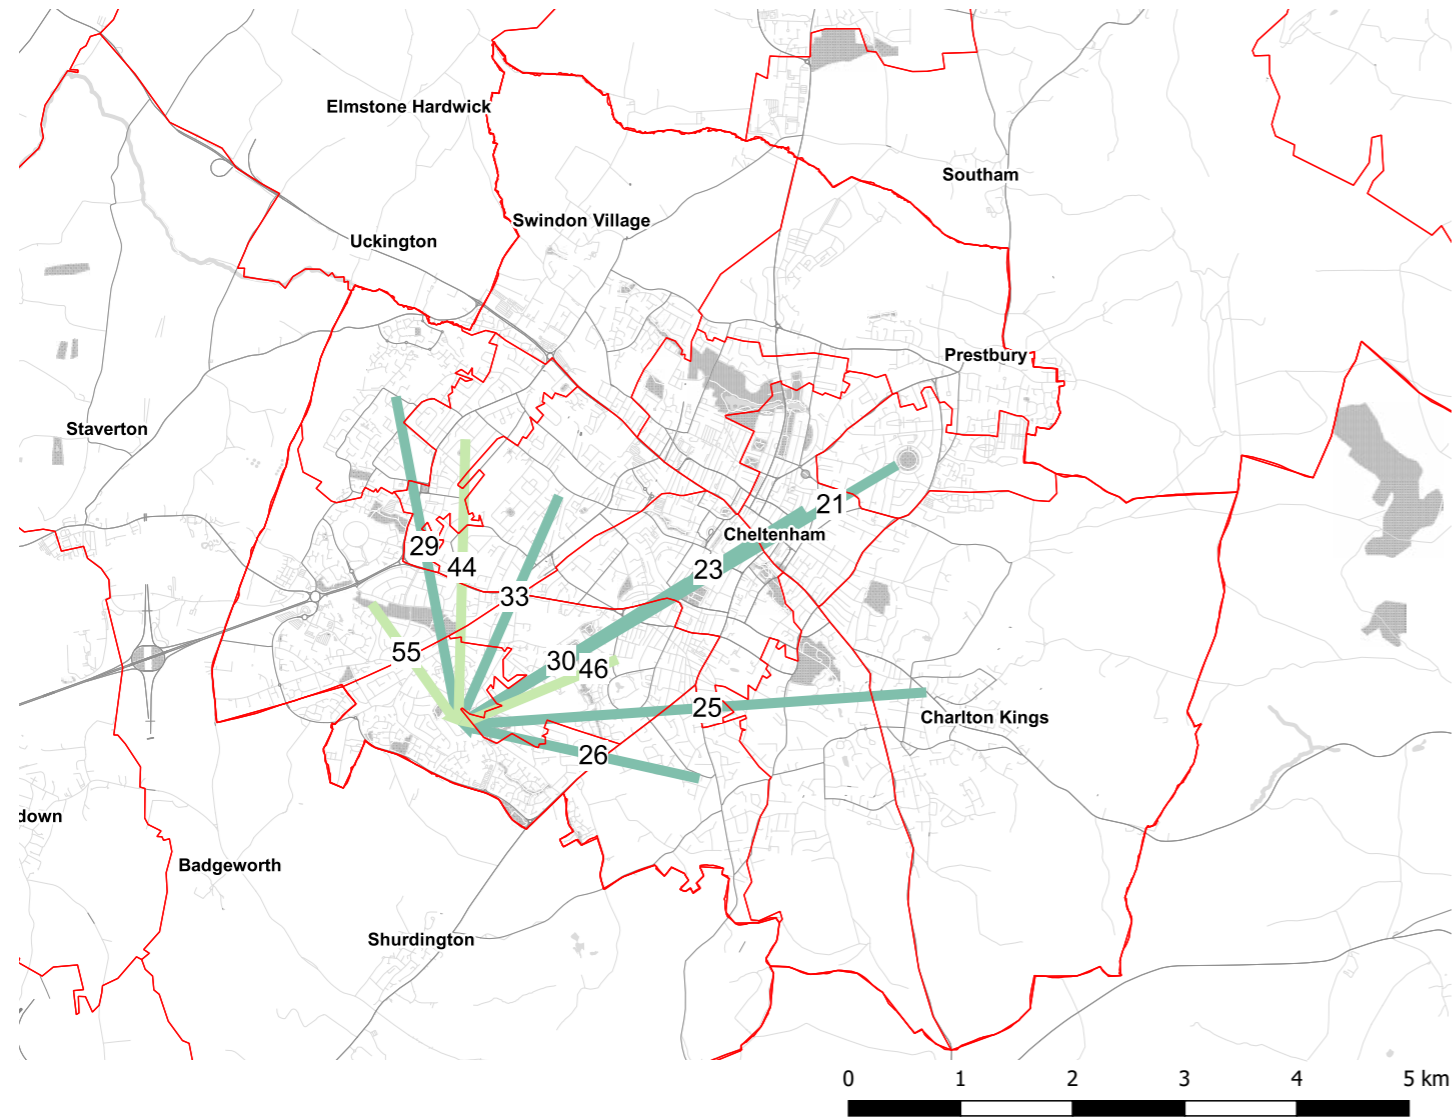 Elmstone Hardwick
Southam
Swindon Village
Uckington
Prestbury
Staverton
21
Cheltenham
29
44
23
33
55
30
46
25
Charlton Kings
26
down
Badgeworth
Shurdington
0 1 2 3 4 5 km